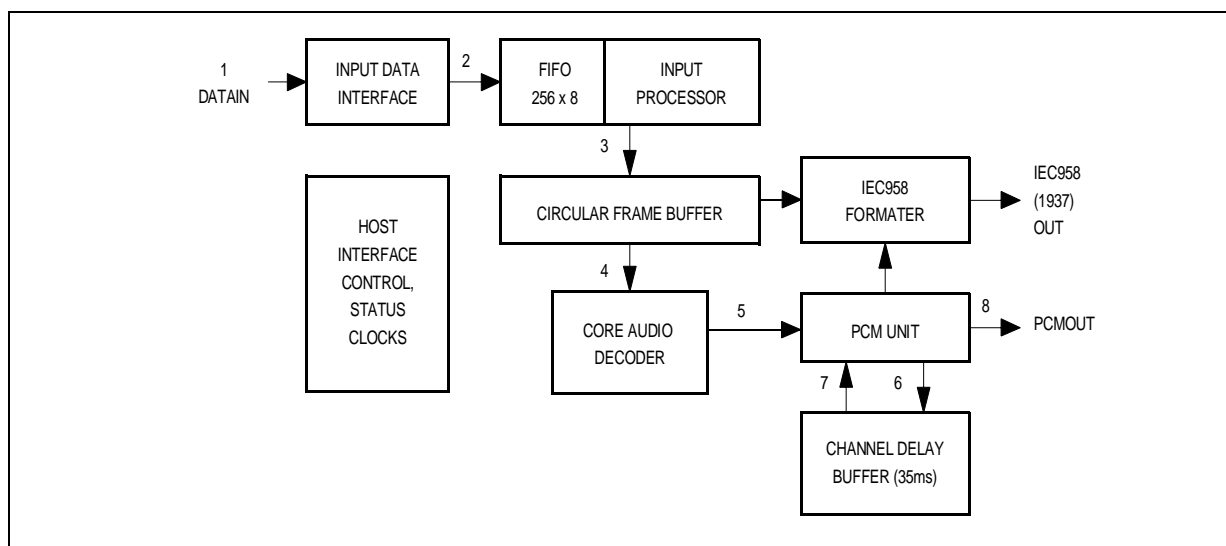 1
DATAIN
INPUT DATA
INTERFACE
2
FIFO
256 x 8
INPUT
PROCESSOR
3
HOST
INTERFACE
CONTROL,
STATUS
CLOCKS
CIRCULAR FRAME BUFFER
IEC958
FORMATER
IEC958
(1937)
OUT
4
CORE AUDIO
DECODER
5
PCM UNIT
8
PCMOUT
7
6
CHANNEL DELAY
BUFFER (35ms)